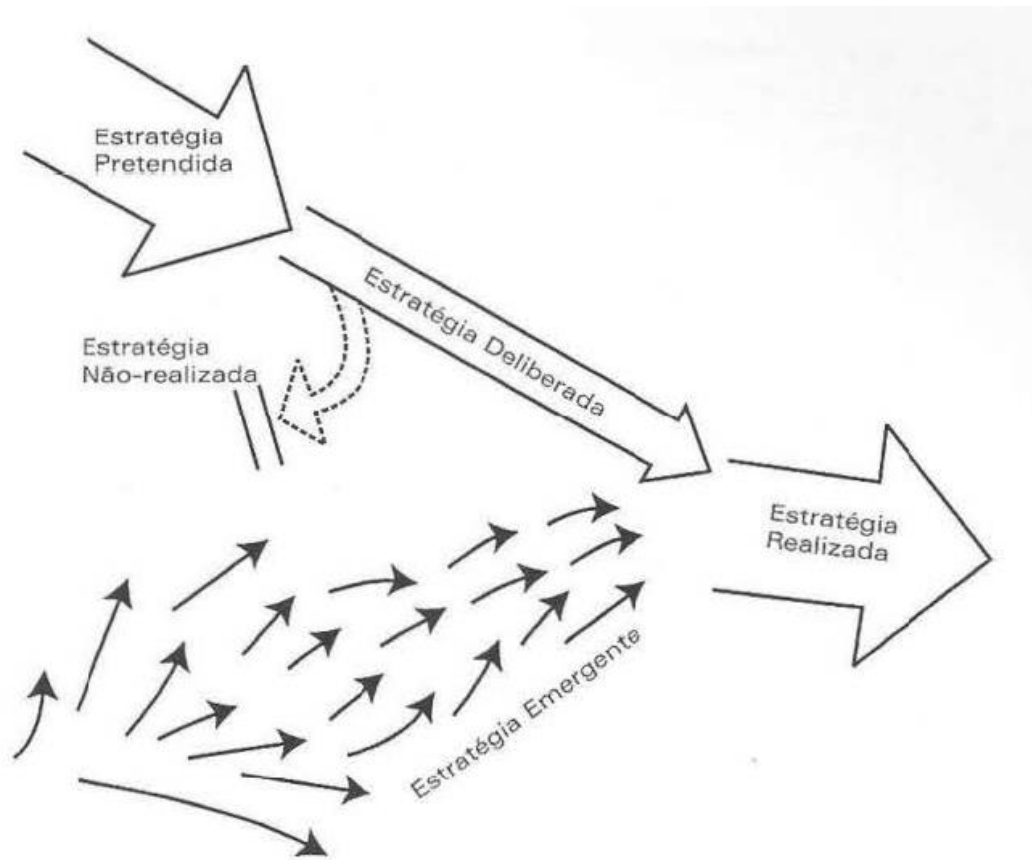 Estratégia
Pretendida
Estratégia Deliberada
Estratégia
Não-realizada
Estratégia
Realizada
Estratégia Emergente